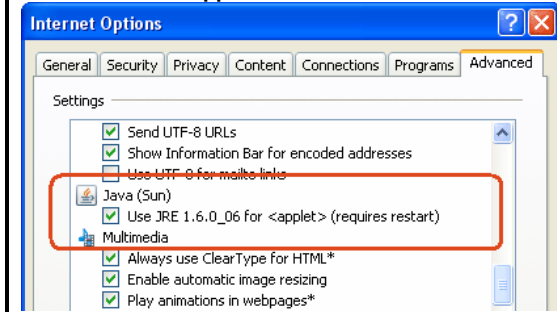 Internet Options
General Security Privacy Content Connections Programs Advanced
Settings
Send UTF-8 URLs
Show Information Bar for encoded addresses
Use UTF-8 for mailto links
Java (Sun)
Use JRE 1.6.0_06 for <applet> (requires restart)
Multimedia
Always use ClearType for HTML*
Enable automatic image resizing
Play animations in webpages*